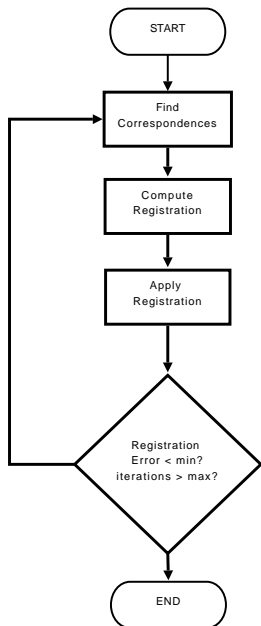 START
Find
Correspondences
Compute
Registration
Apply
Registration
Registration
Error < min?
iterations > max?
END